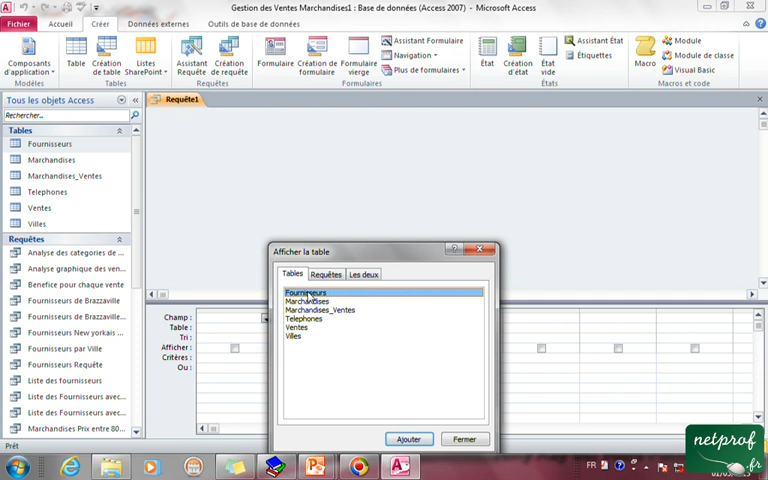 Gestion des Ventes Marchandises1 : Base de données (Access 2007) - Microsoft Access
Fichier Accueil Créer Données externes Outils de base de données
Composants d'application
Table
Création de table
Listes SharePoint
Assistant Requête
Création de requête
Formulaire
Création de formulaire
Formulaire vierge
Assistant Formulaire
Navigation
Plus de formulaires
État
Création d'état
État vide
Assistant État
Étiquettes
Macro
Module
Module de classe
Visual Basic
Modèles Tables Requêtes Formulaires États Macros et code
Tous les objets Access
Rechercher...
Tables
Fournisseurs
Marchandises
Marchandises_Ventes
Telephones
Ventes
Villes
Requêtes
Analyse des categories de ...
Analyse graphique des ven...
Benefice pour chaque vente
Fournisseurs de Brazzaville
Fournisseurs de Brazzaville...
Fournisseurs New yorkais ...
Fournisseurs par Ville
Fournisseurs Requête
Liste des fournisseurs
Liste des Fournisseurs avec...
Liste des Fournisseurs avec...
Marchandises Prix entre 80...
Requête1
Afficher la table
Tables Requêtes Les deux
Fournisseurs
Marchandises
Marchandises_Ventes
Telephones
Ventes
Villes
Ajouter Fermer
Champ :
Table :
Tri :
Afficher :
Critères :
Ou :
Prêt
FR
netprof
.fr